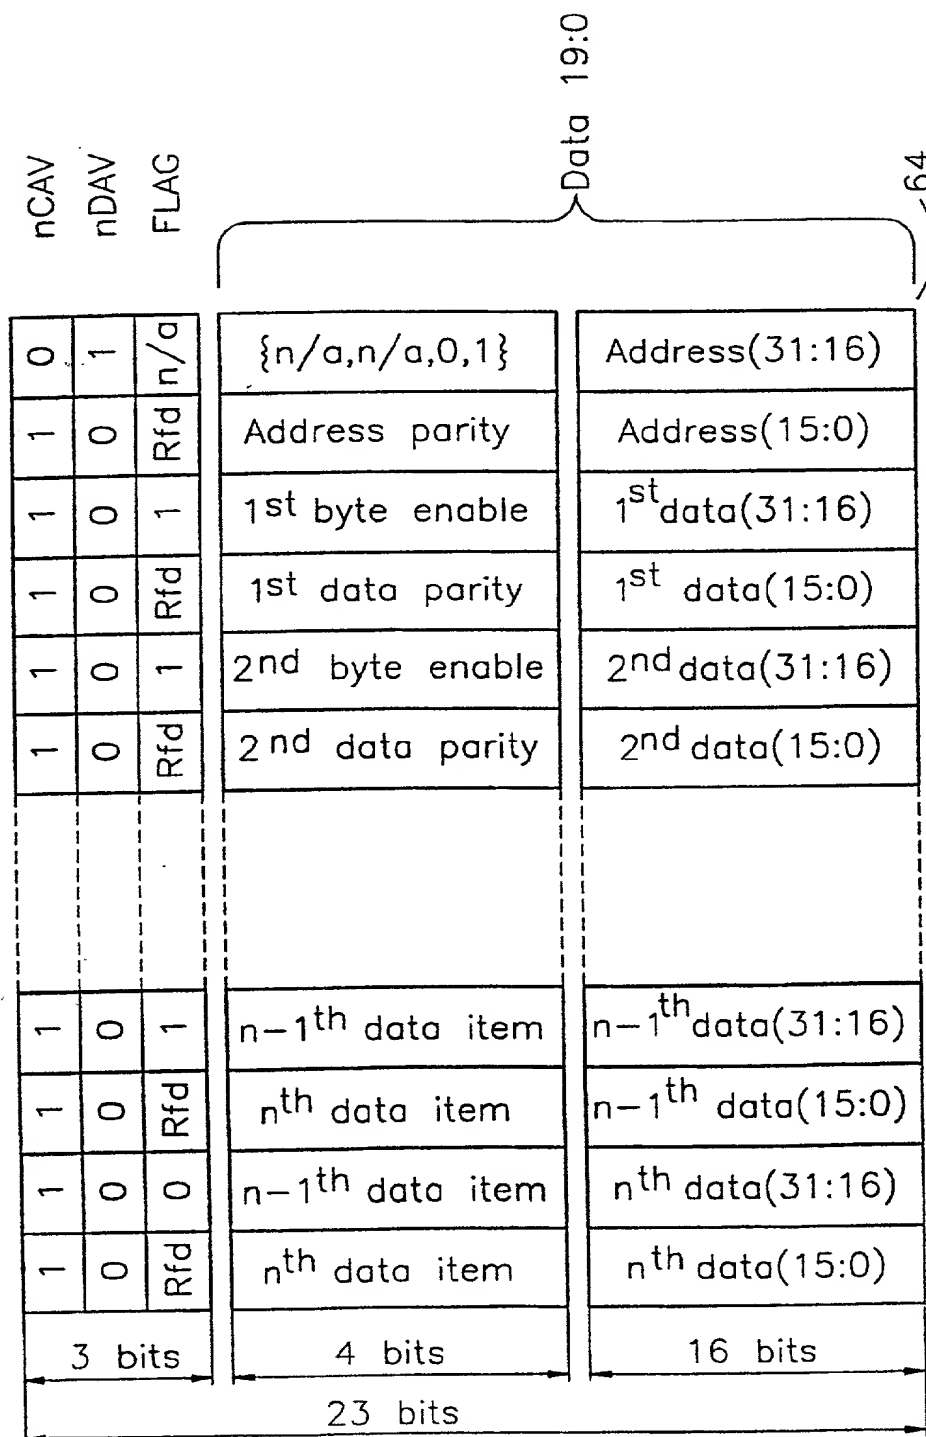 nCAV nDAV FLAG Data 19:0
64
0 1 n/a {n/a,n/a,0,1} Address(31:16)
1 0 Rfd Address parity Address(15:0)
1 0 1 1st byte enable 1st data(31:16)
1 0 Rfd 1st data parity 1st data(15:0)
1 0 1 2nd byte enable 2nd data(31:16)
1 0 Rfd 2nd data parity 2nd data(15:0)
1 0 1 n-1th data item n-1th data(31:16)
1 0 Rfd nth data item n-1th data(15:0)
1 0 0 n-1th data item nth data(31:16)
1 0 Rfd nth data item nth data(15:0)
3 bits 4 bits 16 bits
23 bits